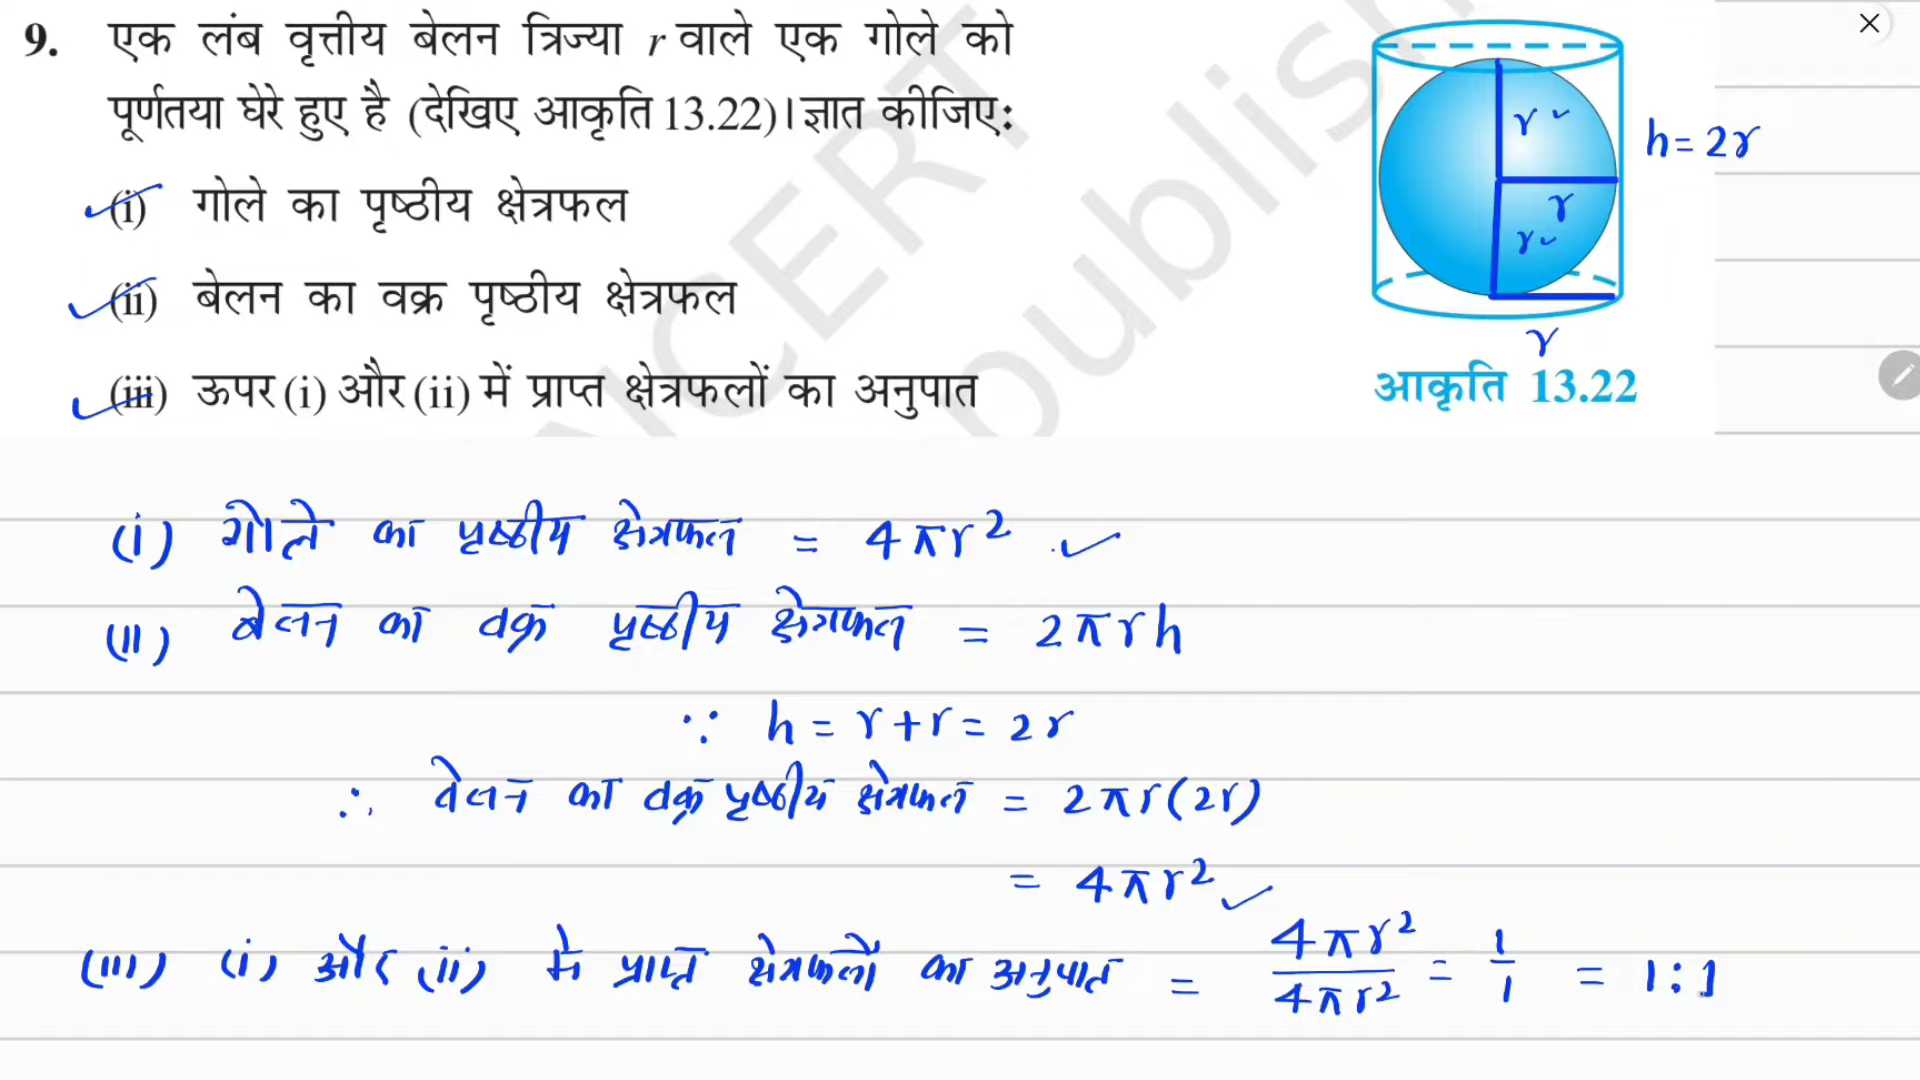 9. एक लंब वृत्तीय बेलन त्रिज्या r वाले एक गोले को
पूर्णतया घेरे हुए है (देखिए आकृति 13.22)। ज्ञात कीजिए:
(i) गोले का पृष्ठीय क्षेत्रफल
(ii) बेलन का वक्र पृष्ठीय क्षेत्रफल
(iii) ऊपर (i) और (ii) में प्राप्त क्षेत्रफलों का अनुपात
r
h = 2r
r
r
r
आकृति 13.22
NCERT
publish
(i) गोले का पृष्ठीय क्षेत्रफल = 4πr²
(ii) बेलन का वक्र पृष्ठीय क्षेत्रफल = 2πrh
∵ h = r + r = 2r
∴ बेलन का वक्र पृष्ठीय क्षेत्रफल = 2πr(2r)
= 4πr²
(iii) (i) और (ii) में प्राप्त क्षेत्रफलों का अनुपात = 4πr²/4πr² = 1/1 = 1:1